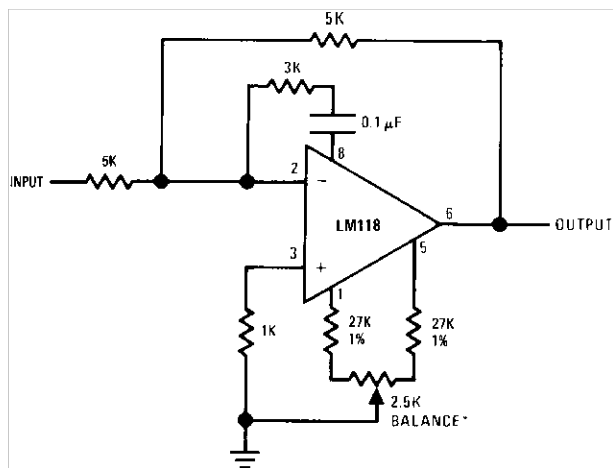 5K
3K
0.1 µF
8
5K
INPUT
2
−
LM118
6
OUTPUT
5
3
+
1
1K
27K
1%
27K
1%
2.5K
BALANCE*